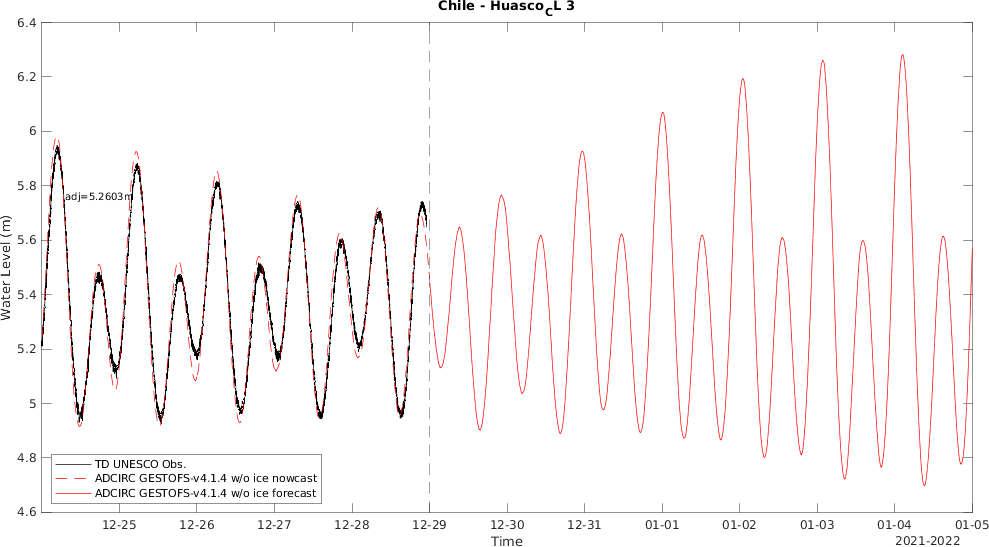 Chile - HuascoCL 3
6.4
6.2
6
5.8
5.6
5.4
5.2
5
4.8
4.6
Water Level (m)
adj=5.2603m
TD UNESCO Obs.
ADCIRC GESTOFS-v4.1.4 w/o ice nowcast
ADCIRC GESTOFS-v4.1.4 w/o ice forecast
12-25 12-26 12-27 12-28 12-29 12-30 12-31 01-01 01-02 01-03 01-04 01-05
Time
2021-2022